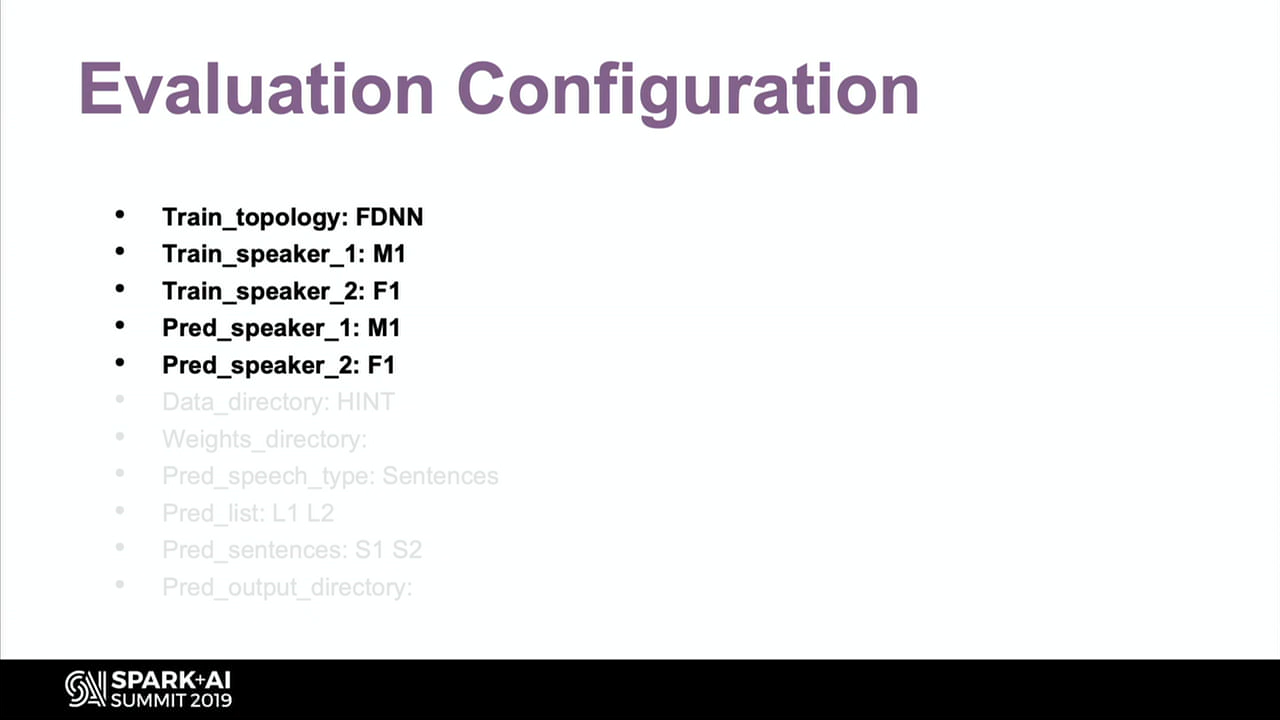 Evaluation Configuration
• Train_topology: FDNN
• Train_speaker_1: M1
• Train_speaker_2: F1
• Pred_speaker_1: M1
• Pred_speaker_2: F1
• Data_directory: HINT
• Weights_directory:
• Pred_speech_type: Sentences
• Pred_list: L1 L2
• Pred_sentences: S1 S2
• Pred_output_directory:
SPARK+AI
SUMMIT 2019